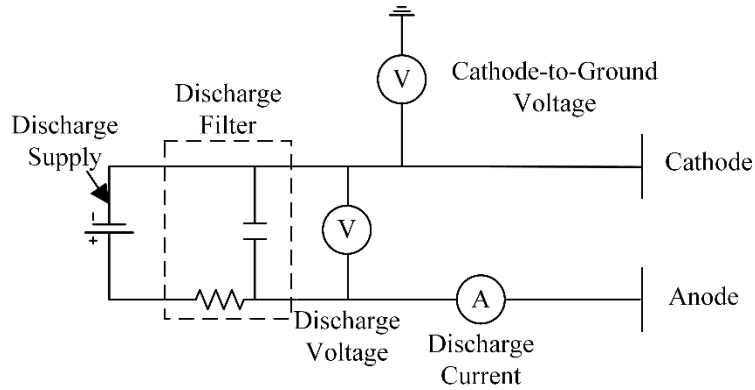 V
Cathode-to-Ground
Voltage
Discharge
Filter
Discharge
Supply
Cathode
-
+
V
A
Anode
Discharge
Voltage
Discharge
Current